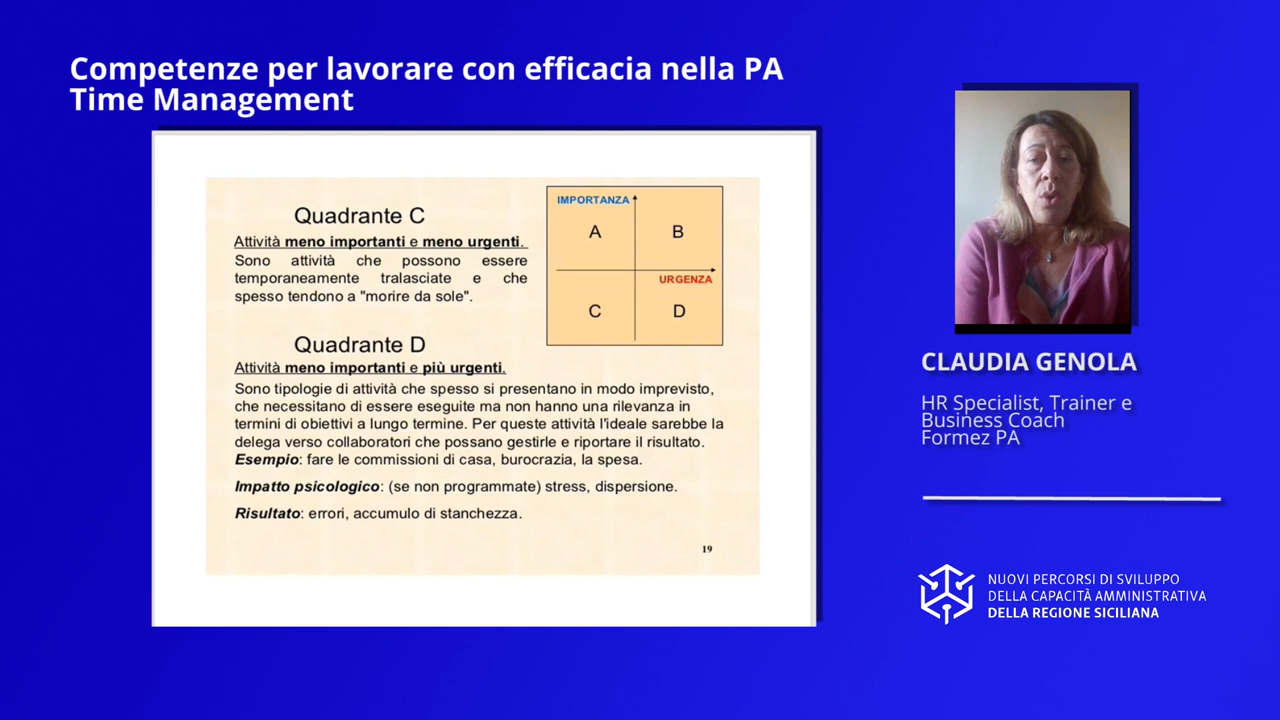 Competenze per lavorare con efficacia nella PA
Time Management
Quadrante C
Attività meno importanti e meno urgenti.
Sono attività che possono essere
temporaneamente tralasciate e che
spesso tendono a "morire da sole".
IMPORTANZA
A
B
URGENZA
C
D
Quadrante D
Attività meno importanti e più urgenti.
Sono tipologie di attività che spesso si presentano in modo imprevisto,
che necessitano di essere eseguite ma non hanno una rilevanza in
termini di obiettivi a lungo termine. Per queste attività l'ideale sarebbe la
delega verso collaboratori che possano gestirle e riportare il risultato.
Esempio: fare le commissioni di casa, burocrazia, la spesa.
Impatto psicologico: (se non programmate) stress, dispersione.
Risultato: errori, accumulo di stanchezza.
19
CLAUDIA GENOLA
HR Specialist, Trainer e
Business Coach
Formez PA
NUOVI PERCORSI DI SVILUPPO
DELLA CAPACITÀ AMMINISTRATIVA
DELLA REGIONE SICILIANA